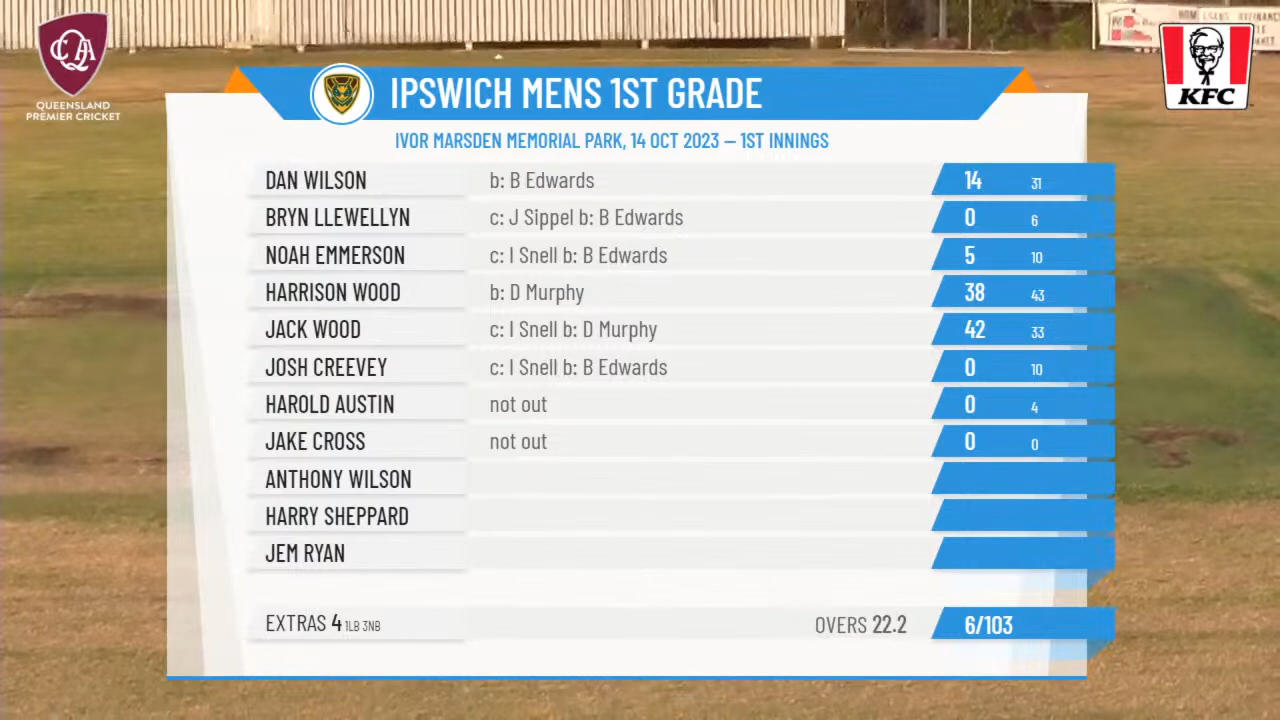 QUEENSLAND
PREMIER CRICKET
KFC
IPSWICH MENS 1ST GRADE
IVOR MARSDEN MEMORIAL PARK, 14 OCT 2023 – 1ST INNINGS
DAN WILSON b: B Edwards 14 31
BRYN LLEWELLYN c: J Sippel b: B Edwards 0 6
NOAH EMMERSON c: I Snell b: B Edwards 5 10
HARRISON WOOD b: D Murphy 38 43
JACK WOOD c: I Snell b: D Murphy 42 33
JOSH CREEVEY c: I Snell b: B Edwards 0 10
HAROLD AUSTIN not out 0 4
JAKE CROSS not out 0 0
ANTHONY WILSON
HARRY SHEPPARD
JEM RYAN
EXTRAS 4 1LB 3NB OVERS 22.2 6/103